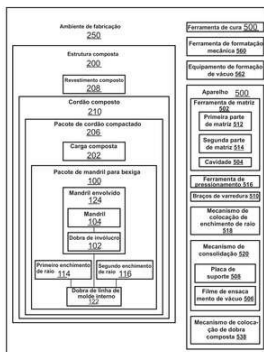 Ambiente de fabricação
250
Estrutura composta
200
Revestimento composto
208
Cordão composto
210
Pacote de cordão compactado
206
Carga composta
202
Pacote de mandril para bexiga
100
Mandril envolvido
124
Mandril
104
Dobra de invólucro
102
Primeiro enchimento
de raio 114
Segundo enchimento
de raio 116
Dobra de linha de
molde interno
122
Ferramenta de cura 500
Ferramenta de formatação
mecânica 560
Equipamento de formação
de vácuo 562
Aparelho 500
Ferramenta de matriz
502
Primeira parte
de matriz 512
Segunda parte
de matriz 514
Cavidade 504
Ferramenta de
pressionamento 516
Braços de varredura 510
Mecanismo de
colocação de
enchimento de raio
518
Mecanismo de
consolidação
520
Placa de
suporte 508
Filme de ensaca
mento de vácuo 506
Mecanismo de coloca-
ção de dobra
composta 538